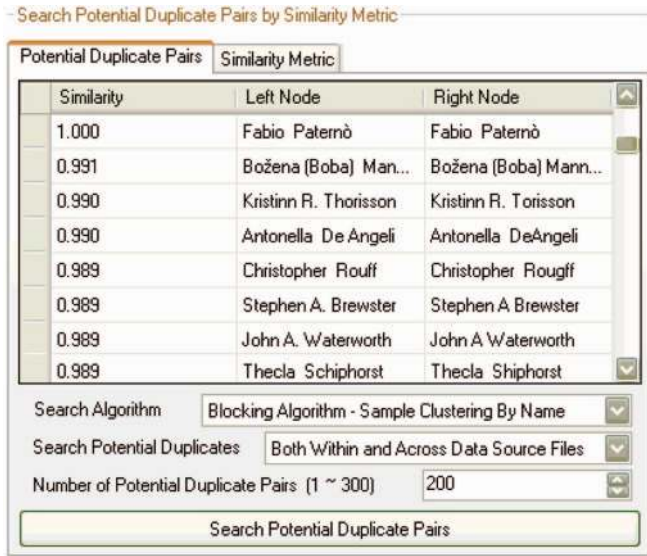 Search Potential Duplicate Pairs by Similarity Metric
Potential Duplicate Pairs Similarity Metric
Similarity Left Node Right Node
1.000 Fabio Paternò Fabio Paternò
0.991 Božena (Boba) Man... Božena (Boba) Mann...
0.990 Kristinn R. Thorisson Kristinn R. Torisson
0.990 Antonella De Angeli Antonella DeAngeli
0.989 Christopher Rouff Christopher Rougff
0.989 Stephen A. Brewster Stephen A Brewster
0.989 John A. Waterworth John A Waterworth
0.989 Thecla Schiphorst Thecla Shiphorst
Search Algorithm Blocking Algorithm - Sample Clustering By Name
Search Potential Duplicates Both Within and Across Data Source Files
Number of Potential Duplicate Pairs (1 ~ 300) 200
Search Potential Duplicate Pairs